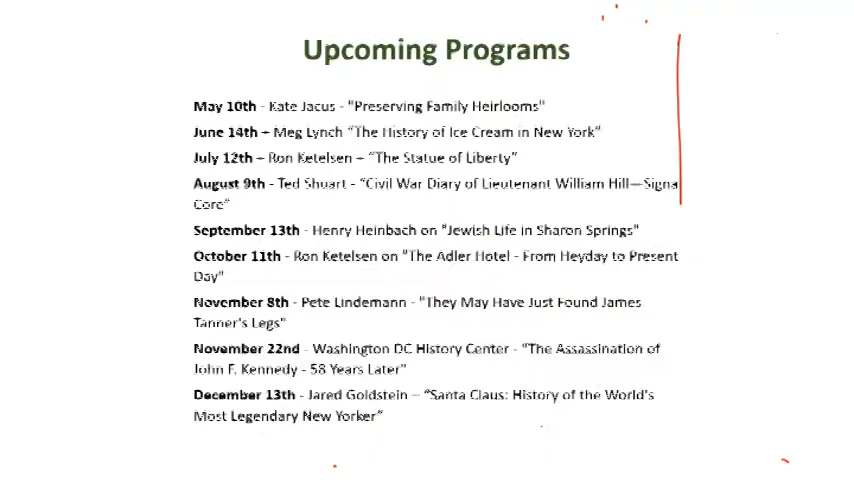 Upcoming Programs
May 10th - Kate Jacus - "Preserving Family Heirlooms"
June 14th – Meg Lynch "The History of Ice Cream in New York"
July 12th – Ron Ketelsen – "The Statue of Liberty"
August 9th - Ted Shuart - "Civil War Diary of Lieutenant William Hill—Signa
Core"
September 13th - Henry Heinbach on "Jewish Life in Sharon Springs"
October 11th - Ron Ketelsen on "The Adler Hotel - From Heyday to Present
Day"
November 8th - Pete Lindemann - "They May Have Just Found James
Tanner's Legs"
November 22nd - Washington DC History Center - "The Assassination of
John F. Kennedy - 58 Years Later"
December 13th - Jared Goldstein – "Santa Claus: History of the World's
Most Legendary New Yorker"